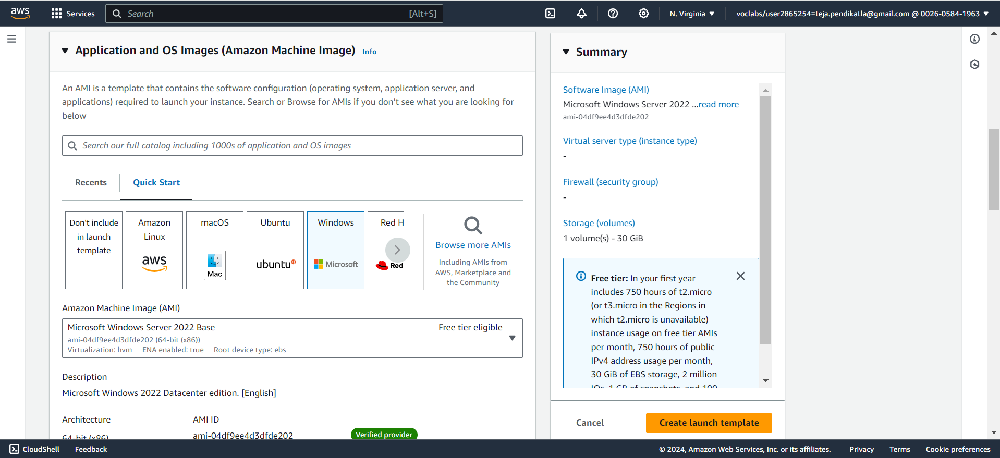 aws
Services
Search
[Alt+S]
N. Virginia
voclabs/user2865254=teja.pendikatla@gmail.com @ 0026-0584-1963
Application and OS Images (Amazon Machine Image) Info
An AMI is a template that contains the software configuration (operating system, application server, and
applications) required to launch your instance. Search or Browse for AMIs if you don’t see what you are looking for
below
Search our full catalog including 1000s of application and OS images
Recents
Quick Start
Don't include
in launch
template
Amazon
Linux
aws
macOS
Mac
Ubuntu
ubuntu
Windows
Microsoft
Red H
Red
Browse more AMIs
Including AMIs from
AWS, Marketplace and
the Community
Amazon Machine Image (AMI)
Microsoft Windows Server 2022 Base
Free tier eligible
ami-04df9ee4d3dfde202 (64-bit (x86))
Virtualization: hvm ENA enabled: true Root device type: ebs
Description
Microsoft Windows 2022 Datacenter edition. [English]
Architecture
AMI ID
64-bit (x86)
ami-04df9ee4d3dfde202
Verified provider
Summary
Software Image (AMI)
Microsoft Windows Server 2022 ...read more
ami-04df9ee4d3dfde202
Virtual server type (instance type)
-
Firewall (security group)
-
Storage (volumes)
1 volume(s) - 30 GiB
Free tier: In your first year
includes 750 hours of t2.micro
(or t3.micro in the Regions in
which t2.micro is unavailable)
instance usage on free tier AMIs
per month, 750 hours of public
IPv4 address usage per month,
30 GiB of EBS storage, 2 million
IOs, 1 GB of snapshots, and 100
Cancel
Create launch template
CloudShell
Feedback
© 2024, Amazon Web Services, Inc. or its affiliates.
Privacy
Terms
Cookie preferences